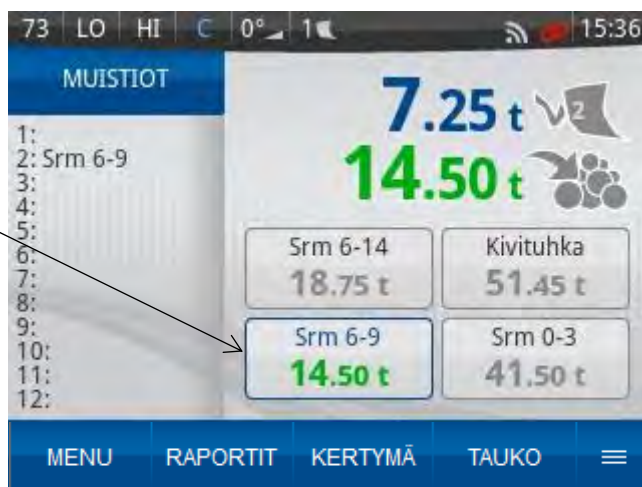 73 LO HI C 0° 1 15:36
MUISTIOT
1:
2: Srm 6-9
3:
4:
5:
6:
7:
8:
9:
10:
11:
12:
7.25 t 2
14.50 t
Srm 6-14
18.75 t
Kivituhka
51.45 t
Srm 6-9
14.50 t
Srm 0-3
41.50 t
MENU RAPORTIT KERTYMÄ TAUKO